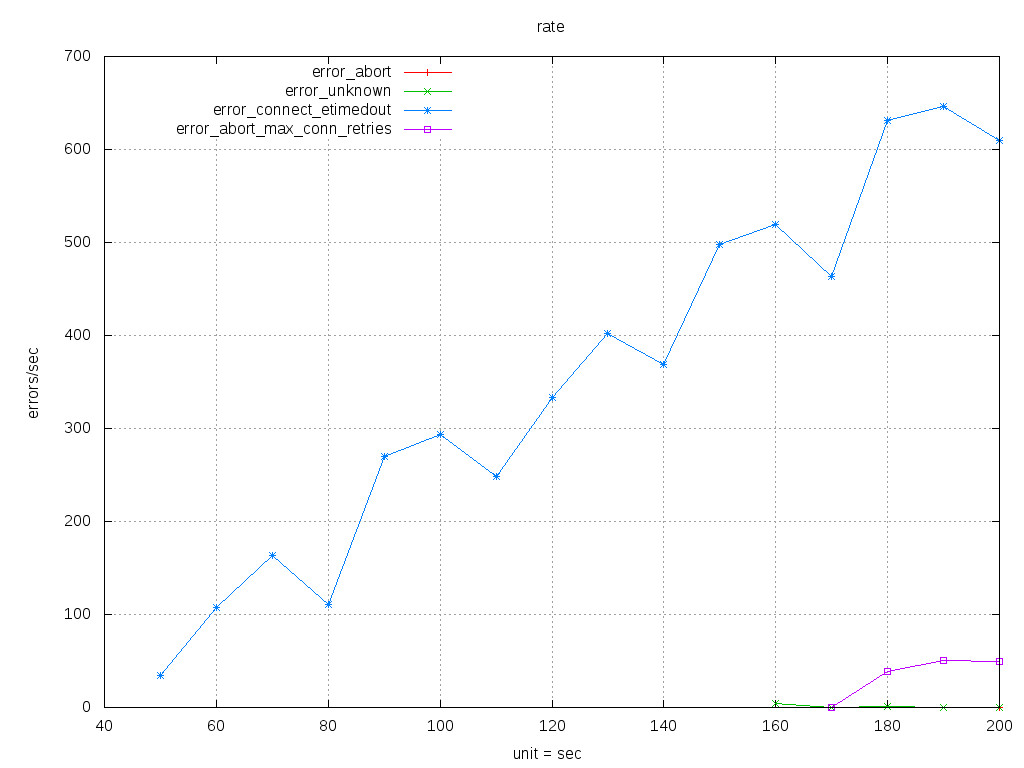 rate
700
600
500
400
300
200
100
0
errors/sec
error_abort
error_unknown
error_connect_etimedout
error_abort_max_conn_retries
40 60 80 100 120 140 160 180 200
unit = sec